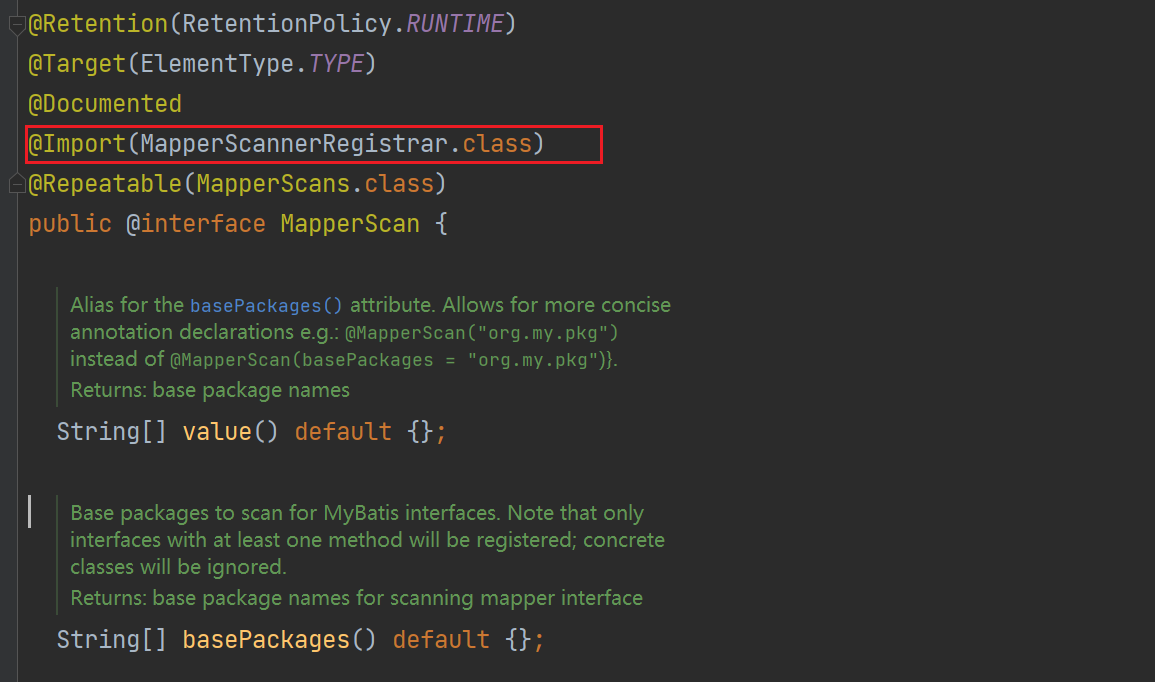 @Retention(RetentionPolicy.RUNTIME)
@Target(ElementType.TYPE)
@Documented
@Import(MapperScannerRegistrar.class)
@Repeatable(MapperScans.class)
public @interface MapperScan {
Alias for the basePackages() attribute. Allows for more concise
annotation declarations e.g.: @MapperScan("org.my.pkg")
instead of @MapperScan(basePackages = "org.my.pkg")}.
Returns: base package names
String[] value() default {};
Base packages to scan for MyBatis interfaces. Note that only
interfaces with at least one method will be registered; concrete
classes will be ignored.
Returns: base package names for scanning mapper interface
String[] basePackages() default {};